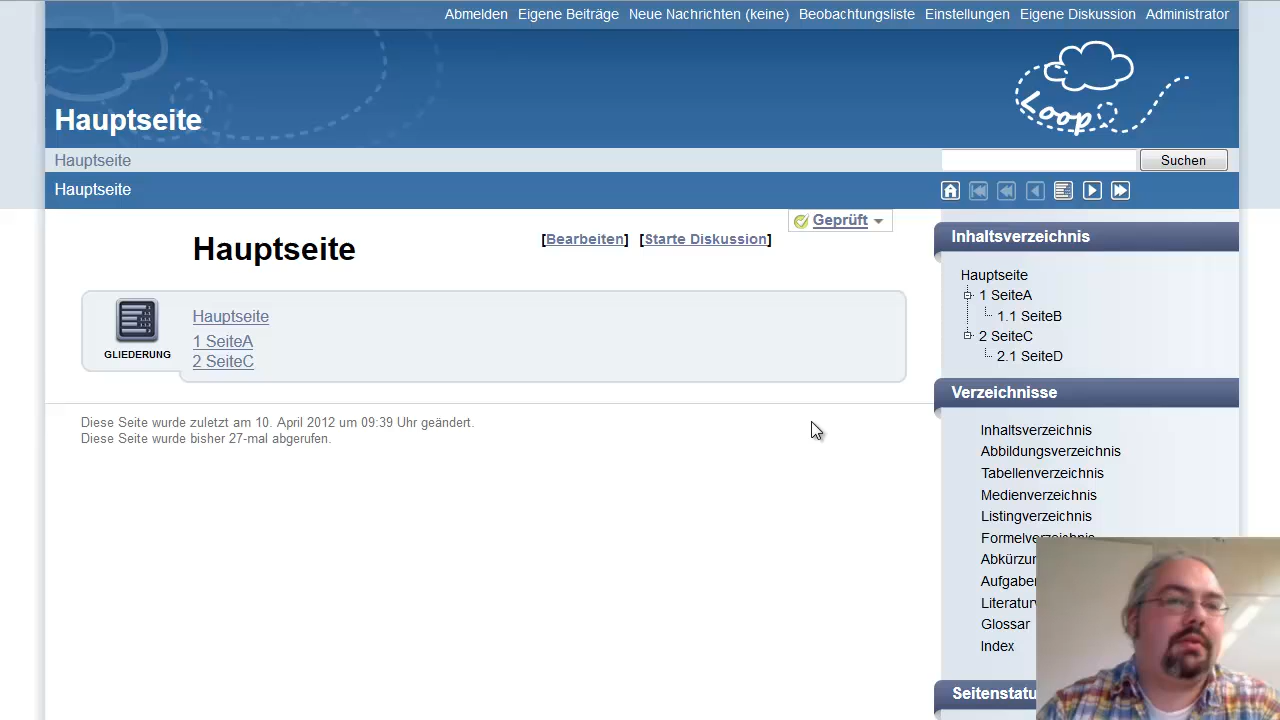 Abmelden Eigene Beiträge Neue Nachrichten (keine) Beobachtungsliste Einstellungen Eigene Diskussion Administrator
Loop
Hauptseite
Hauptseite
Suchen
Hauptseite
Geprüft
Hauptseite
[Bearbeiten] [Starte Diskussion]
GLIEDERUNG
Hauptseite
1 SeiteA
2 SeiteC
Diese Seite wurde zuletzt am 10. April 2012 um 09:39 Uhr geändert.
Diese Seite wurde bisher 27-mal abgerufen.
Inhaltsverzeichnis
Hauptseite
1 SeiteA
1.1 SeiteB
2 SeiteC
2.1 SeiteD
Verzeichnisse
Inhaltsverzeichnis
Abbildungsverzeichnis
Tabellenverzeichnis
Medienverzeichnis
Listingverzeichnis
Formelverzeichnis
Glossar
Index